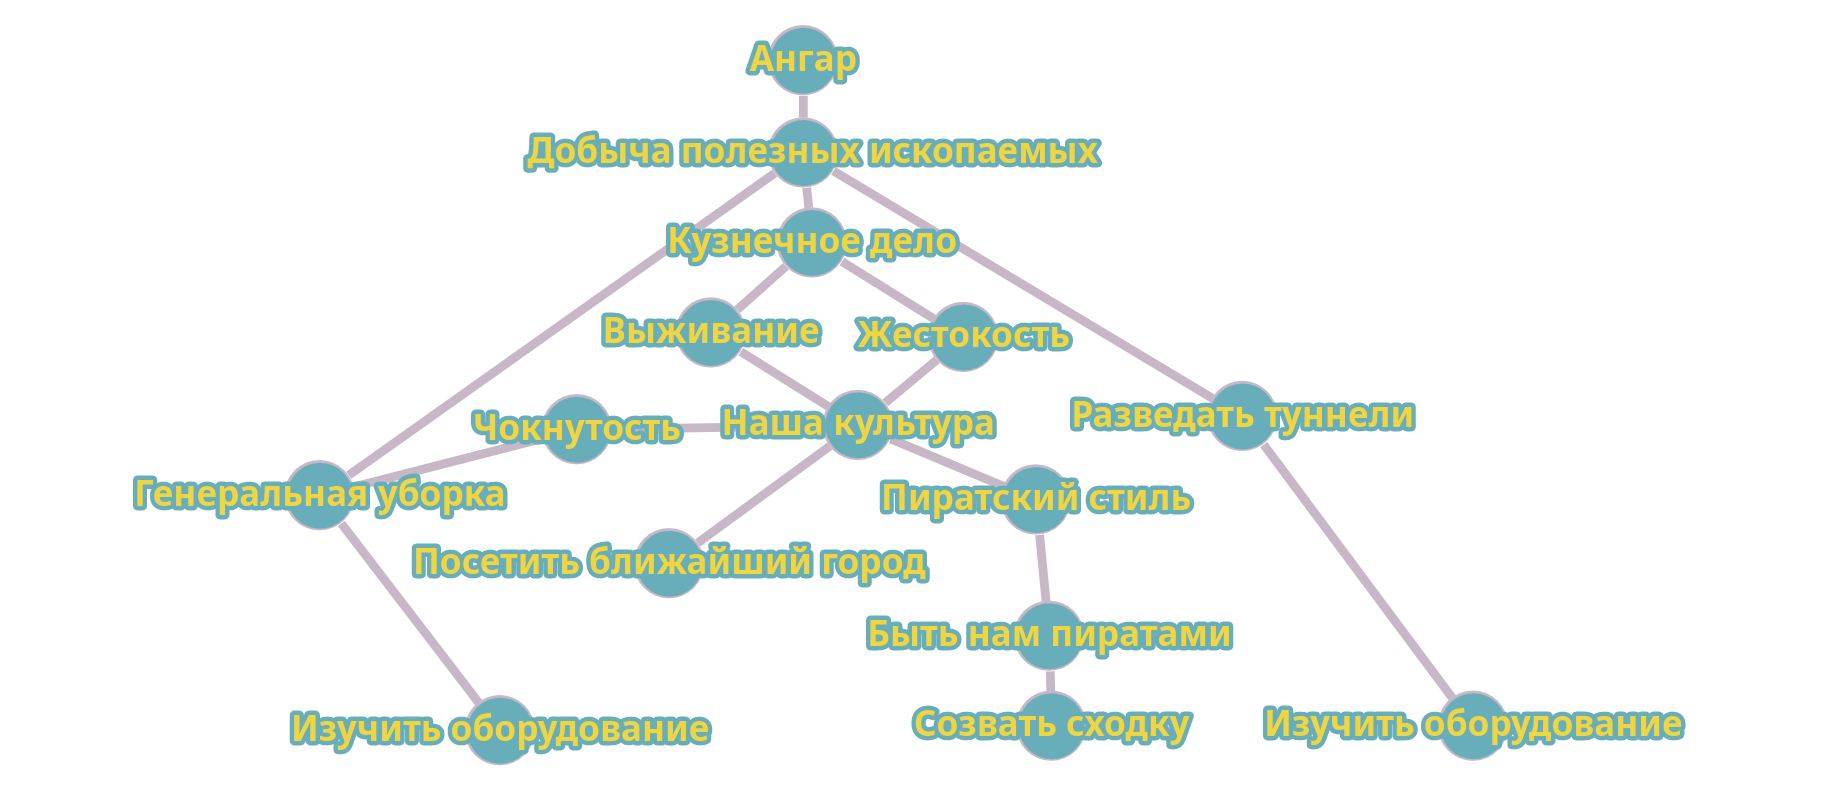 Ангар
Добыча полезных ископаемых
Кузнечное дело
Выживание
Жестокость
Чокнутость
Наша культура
Разведать туннели
Генеральная уборка
Пиратский стиль
Посетить ближайший город
Быть нам пиратами
Изучить оборудование
Созвать сходку
Изучить оборудование